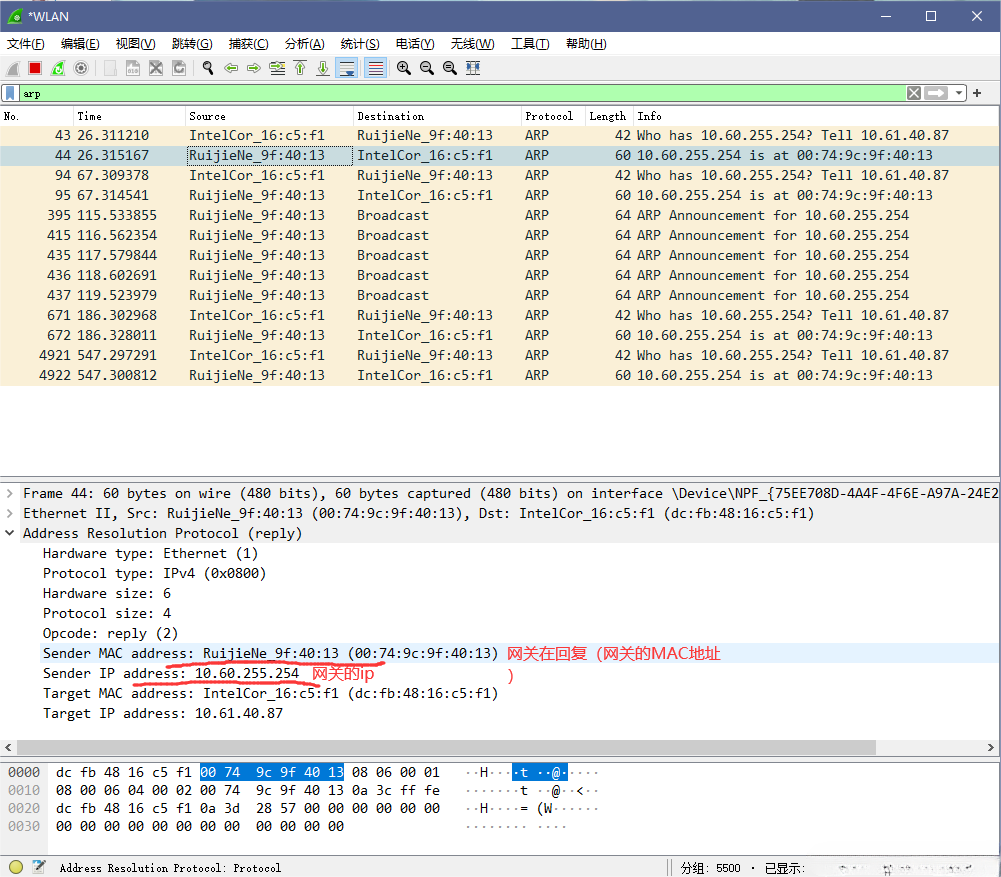 *WLAN
文件(F) 编辑(E) 视图(V) 跳转(G) 捕获(C) 分析(A) 统计(S) 电话(Y) 无线(W) 工具(T) 帮助(H)
arp
No. Time Source Destination Protocol Length Info
43 26.311210 IntelCor_16:c5:f1 RuijieNe_9f:40:13 ARP 42 Who has 10.60.255.254? Tell 10.61.40.87
44 26.315167 RuijieNe_9f:40:13 IntelCor_16:c5:f1 ARP 60 10.60.255.254 is at 00:74:9c:9f:40:13
94 67.309378 IntelCor_16:c5:f1 RuijieNe_9f:40:13 ARP 42 Who has 10.60.255.254? Tell 10.61.40.87
95 67.314541 RuijieNe_9f:40:13 IntelCor_16:c5:f1 ARP 60 10.60.255.254 is at 00:74:9c:9f:40:13
395 115.533855 RuijieNe_9f:40:13 Broadcast ARP 64 ARP Announcement for 10.60.255.254
415 116.562354 RuijieNe_9f:40:13 Broadcast ARP 64 ARP Announcement for 10.60.255.254
435 117.579844 RuijieNe_9f:40:13 Broadcast ARP 64 ARP Announcement for 10.60.255.254
436 118.602691 RuijieNe_9f:40:13 Broadcast ARP 64 ARP Announcement for 10.60.255.254
437 119.523979 RuijieNe_9f:40:13 Broadcast ARP 64 ARP Announcement for 10.60.255.254
671 186.302968 IntelCor_16:c5:f1 RuijieNe_9f:40:13 ARP 42 Who has 10.60.255.254? Tell 10.61.40.87
672 186.328011 RuijieNe_9f:40:13 IntelCor_16:c5:f1 ARP 60 10.60.255.254 is at 00:74:9c:9f:40:13
4921 547.297291 IntelCor_16:c5:f1 RuijieNe_9f:40:13 ARP 42 Who has 10.60.255.254? Tell 10.61.40.87
4922 547.300812 RuijieNe_9f:40:13 IntelCor_16:c5:f1 ARP 60 10.60.255.254 is at 00:74:9c:9f:40:13
Frame 44: 60 bytes on wire (480 bits), 60 bytes captured (480 bits) on interface \Device\NPF_{75EE708D-4A4F-4F6E-A97A-24E2
Ethernet II, Src: RuijieNe_9f:40:13 (00:74:9c:9f:40:13), Dst: IntelCor_16:c5:f1 (dc:fb:48:16:c5:f1)
Address Resolution Protocol (reply)
Hardware type: Ethernet (1)
Protocol type: IPv4 (0x0800)
Hardware size: 6
Protocol size: 4
Opcode: reply (2)
Sender MAC address: RuijieNe_9f:40:13 (00:74:9c:9f:40:13) 网关在回复（网关的MAC地址
Sender IP address: 10.60.255.254 网关的ip ）
Target MAC address: IntelCor_16:c5:f1 (dc:fb:48:16:c5:f1)
Target IP address: 10.61.40.87
0000 dc fb 48 16 c5 f1 00 74 9c 9f 40 13 08 06 00 01 ··H····t ··@·····
0010 08 00 06 04 00 02 00 74 9c 9f 40 13 0a 3c ff fe ·······t ··@··<··
0020 dc fb 48 16 c5 f1 0a 3d 28 57 00 00 00 00 00 00 ··H····= (W······
0030 00 00 00 00 00 00 00 00 00 00 00 00 ········ ····
Address Resolution Protocol: Protocol 分组: 5500 · 已显示: